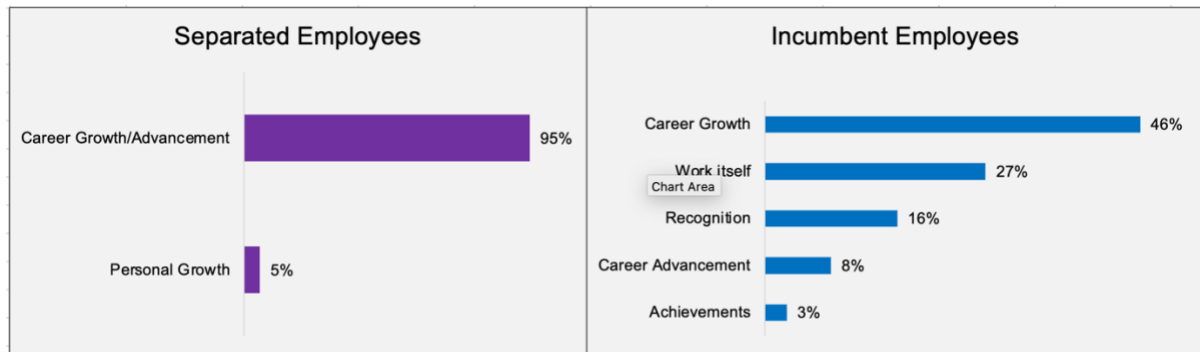 Separated Employees
Career Growth/Advancement 95%
Personal Growth 5%
Incumbent Employees
Career Growth 46%
Work itself 27%
Chart Area
Recognition 16%
Career Advancement 8%
Achievements 3%